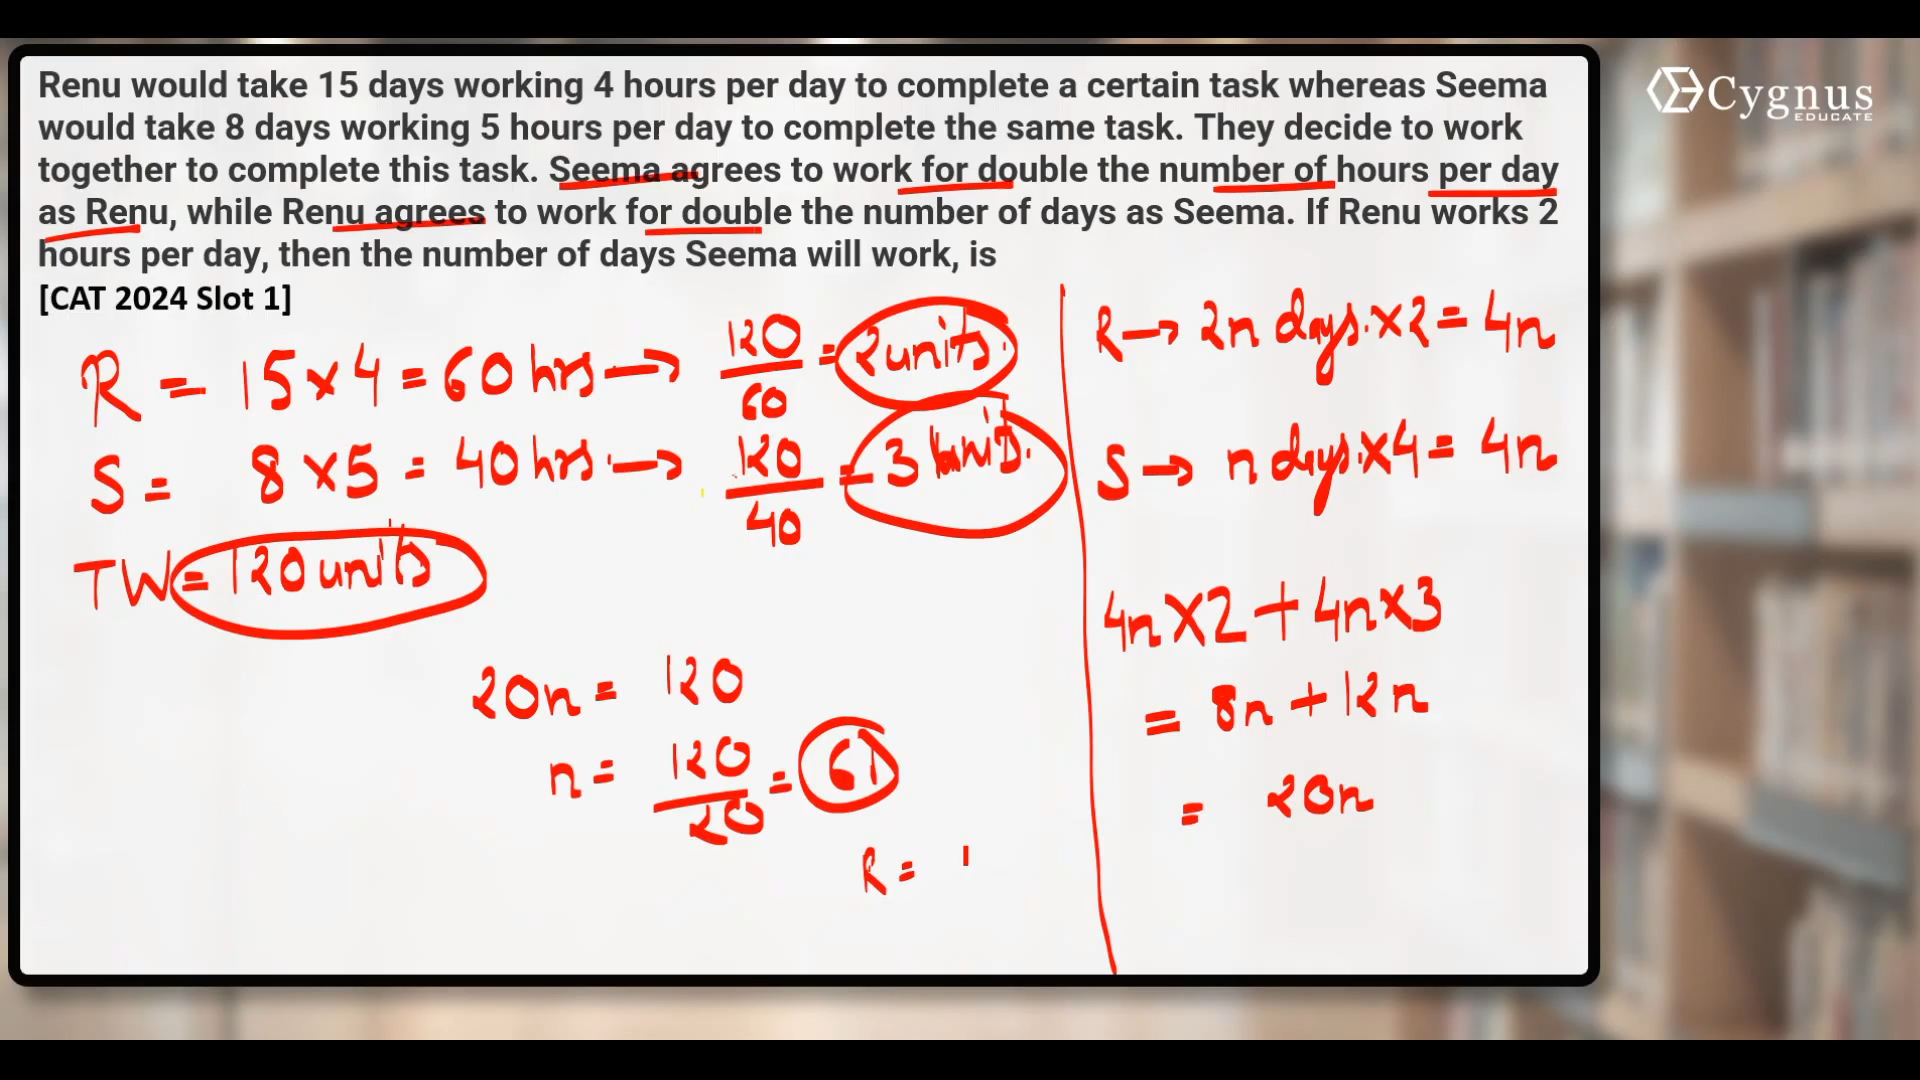 Renu would take 15 days working 4 hours per day to complete a certain task whereas Seema
would take 8 days working 5 hours per day to complete the same task. They decide to work
together to complete this task. Seema agrees to work for double the number of hours per day
as Renu, while Renu agrees to work for double the number of days as Seema. If Renu works 2
hours per day, then the number of days Seema will work, is
[CAT 2024 Slot 1]
Cygnus
EDUCATE
R = 15 × 4 = 60 hrs → 120/60 = 2 units
S = 8 × 5 = 40 hrs → 120/40 = 3 units
TW = 120 units
20n = 120
n = 120/20 = 6
R =
R → 2n days × 2 = 4n
S → n days × 4 = 4n
4n × 2 + 4n × 3
= 8n + 12n
= 20n